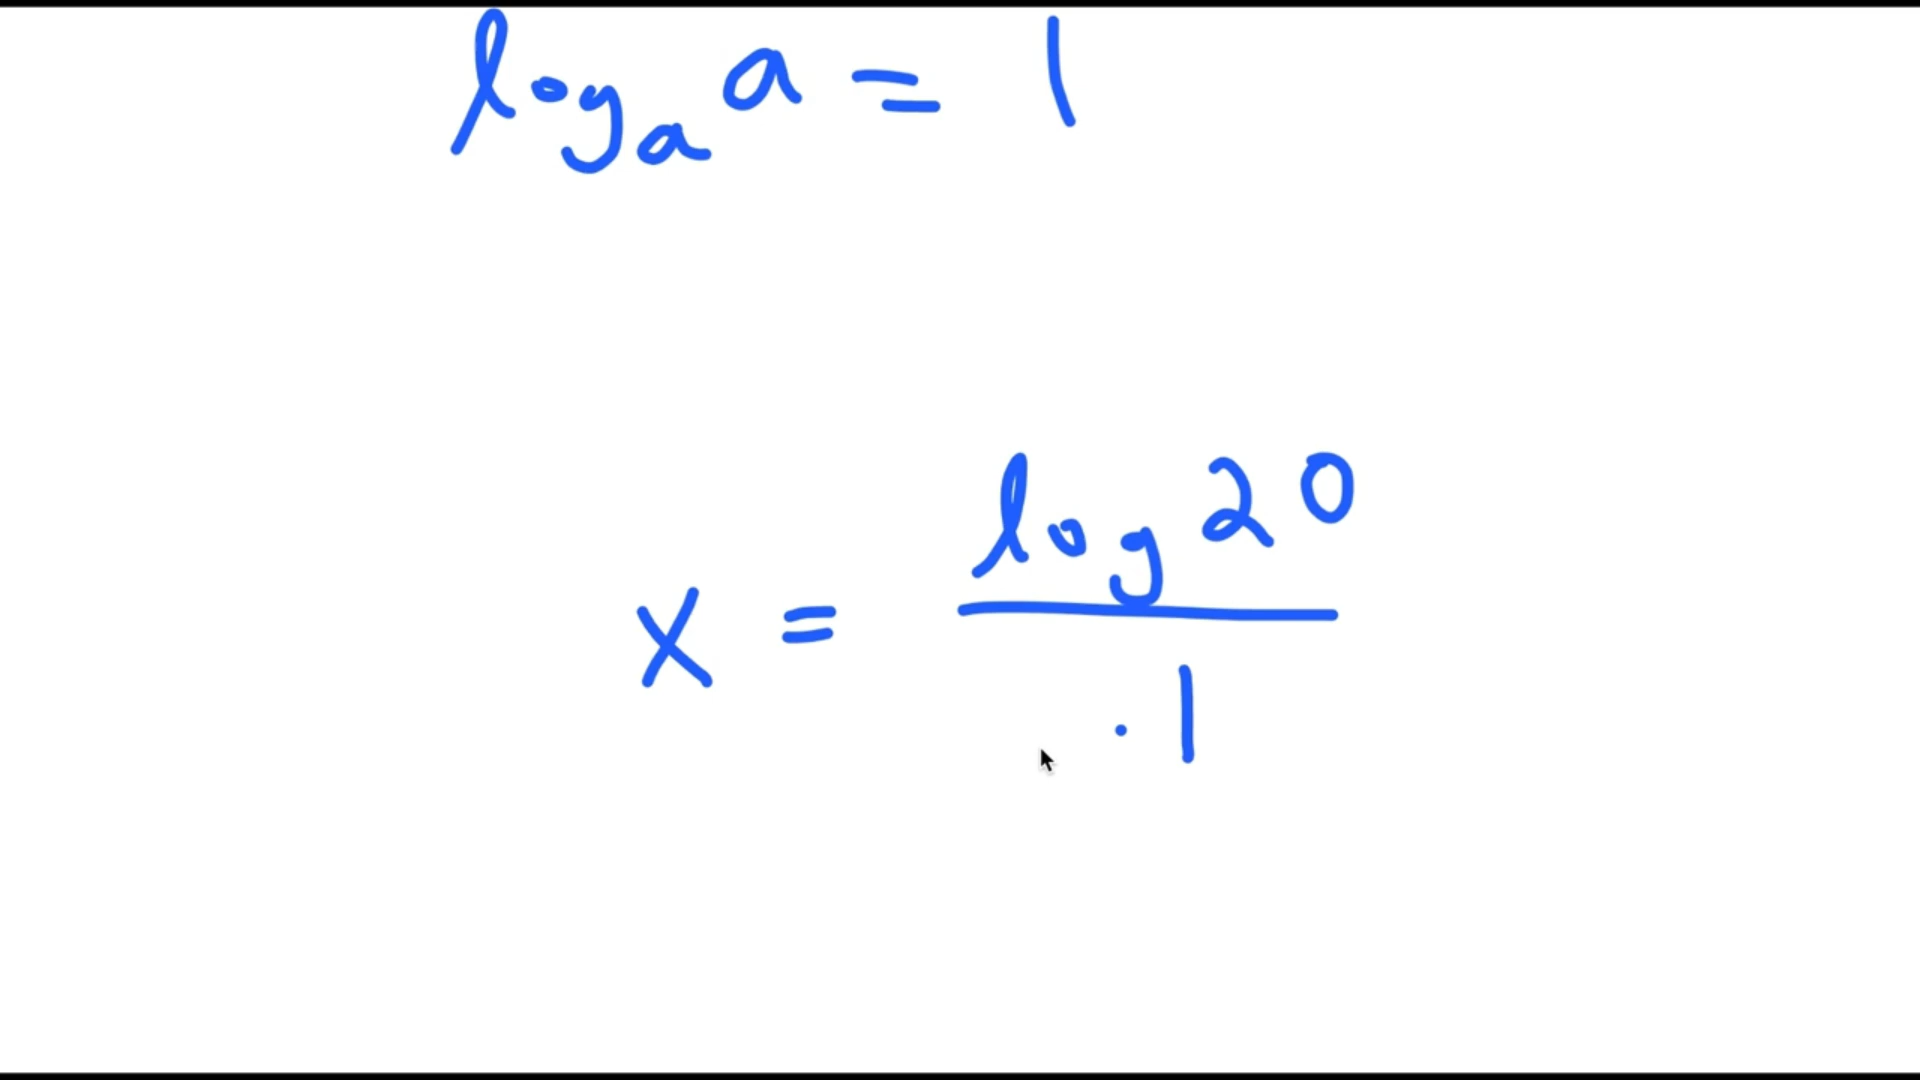 log_a a = 1
log 20
x =
.1